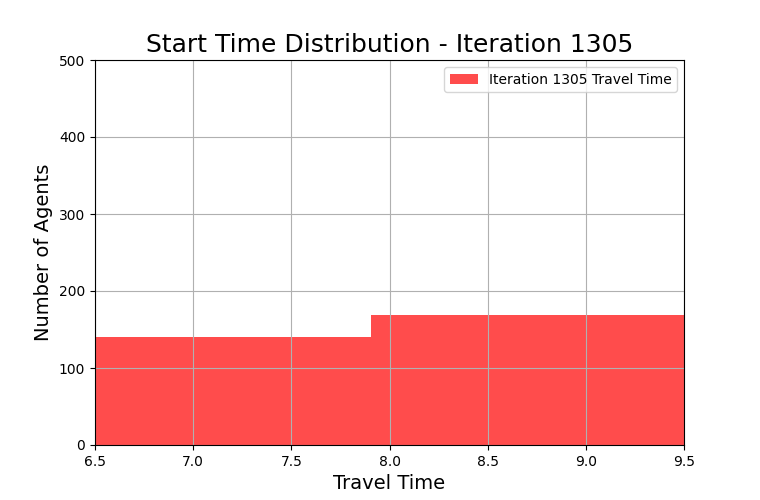 Start Time Distribution - Iteration 1305
500
400
300
200
100
0
Number of Agents
Iteration 1305 Travel Time
6.5 7.0 7.5 8.0 8.5 9.0 9.5
Travel Time